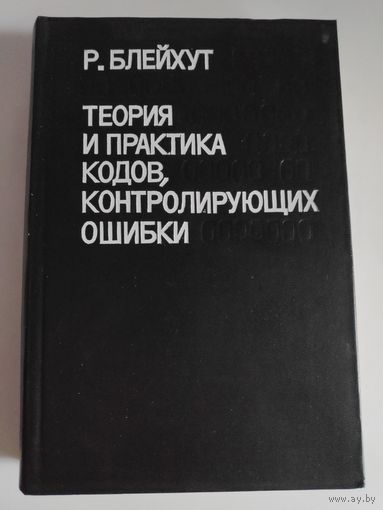 Р. БЛЕЙХУТ
ТЕОРИЯ
И ПРАКТИКА
КОДОВ,
КОНТРОЛИРУЮЩИХ
ОШИБКИ
www.ay.by